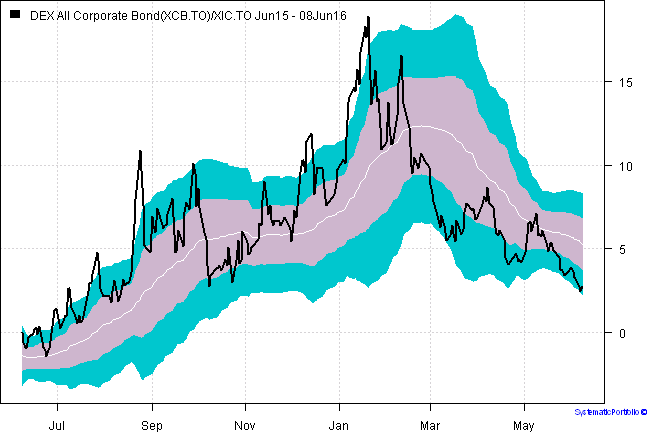 DEX All Corporate Bond(XCB.TO)/XIC.TO Jun15 - 08Jun16
15
10
5
0
Jul Sep Nov Jan Mar May
SystematicPortfolio ©